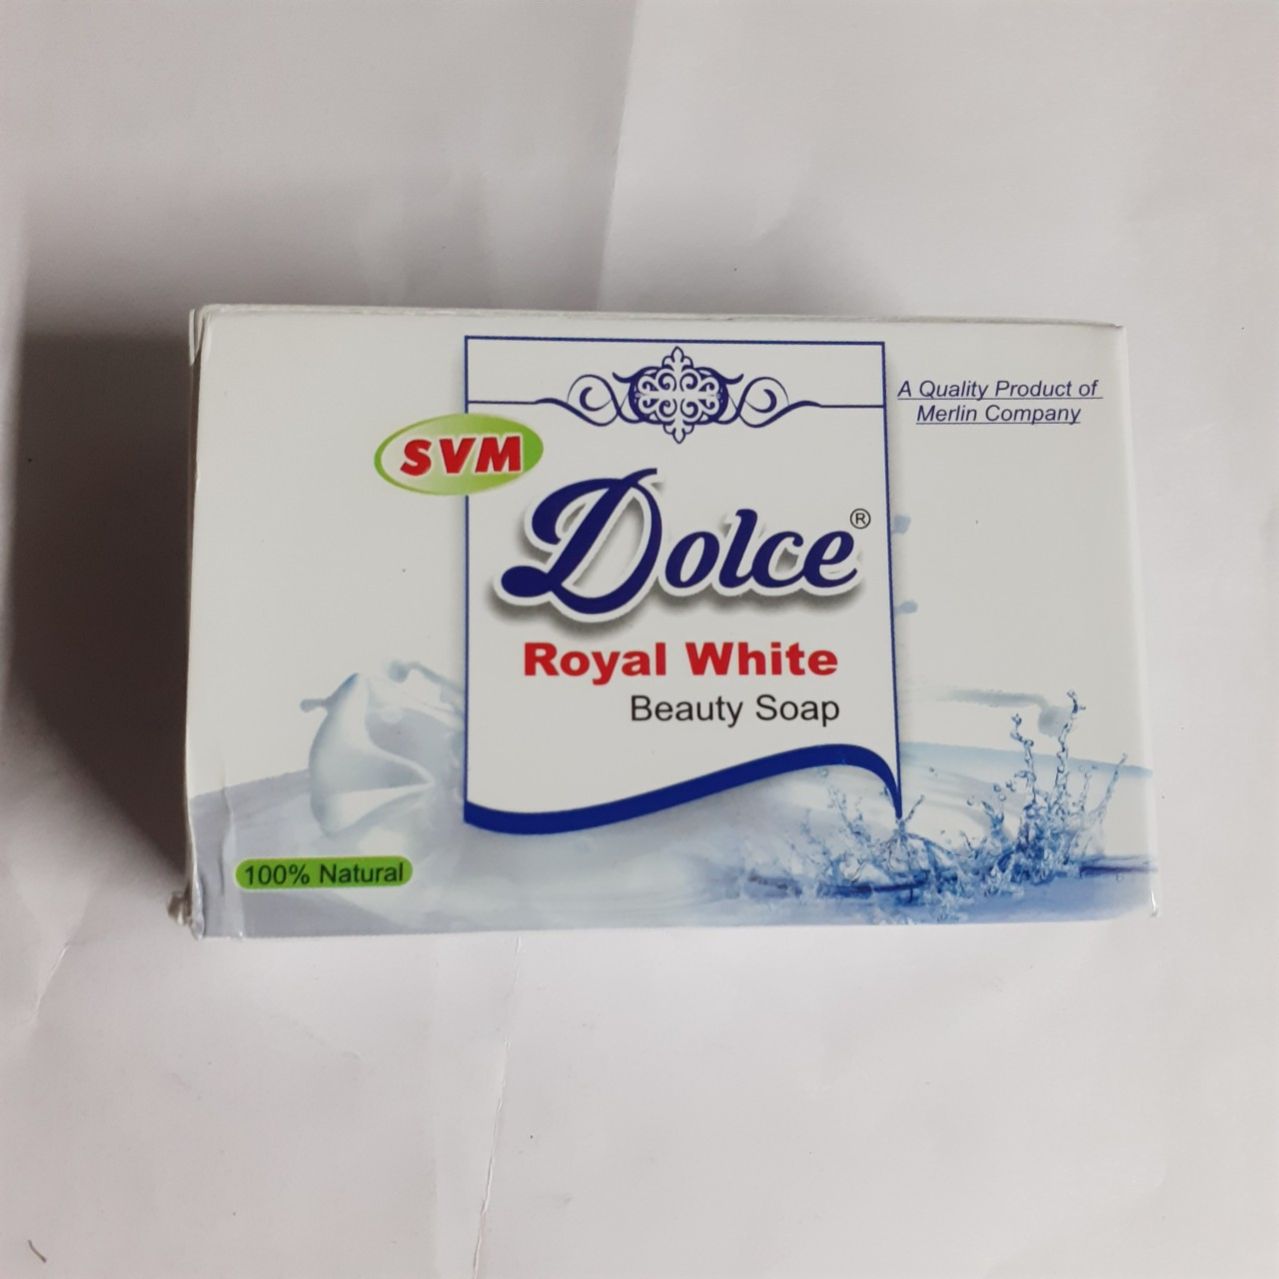 A Quality Product of
Merlin Company
SVM
Dolce®
Royal White
Beauty Soap
100% Natural